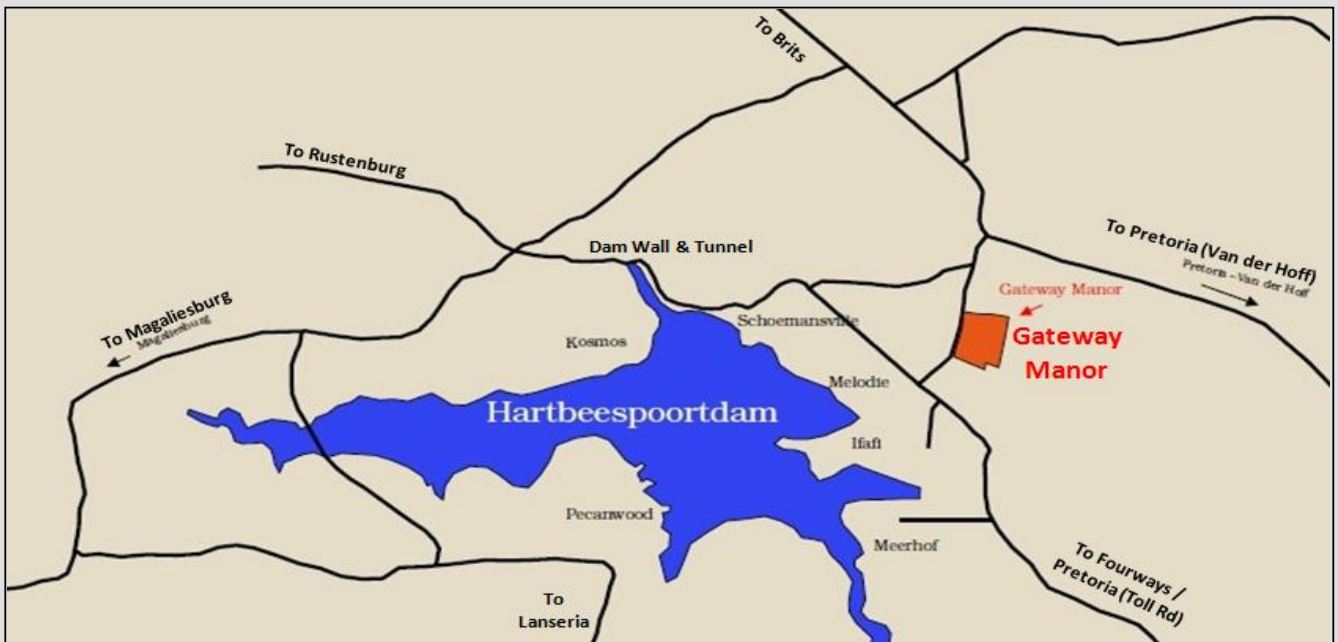 To Brits
To Rustenburg
To Pretoria (Van der Hoff)
Pretoria - Van der Hoff
Dam Wall & Tunnel
Gateway Manor
To Magaliesburg
Magaliesburg
Schoemansville
Gateway
Manor
Kosmos
Melodie
Hartbeespoortdam
Ifafi
Pecanwood
Meerhof
To Fourways /
Pretoria (Toll Rd)
To
Lanseria